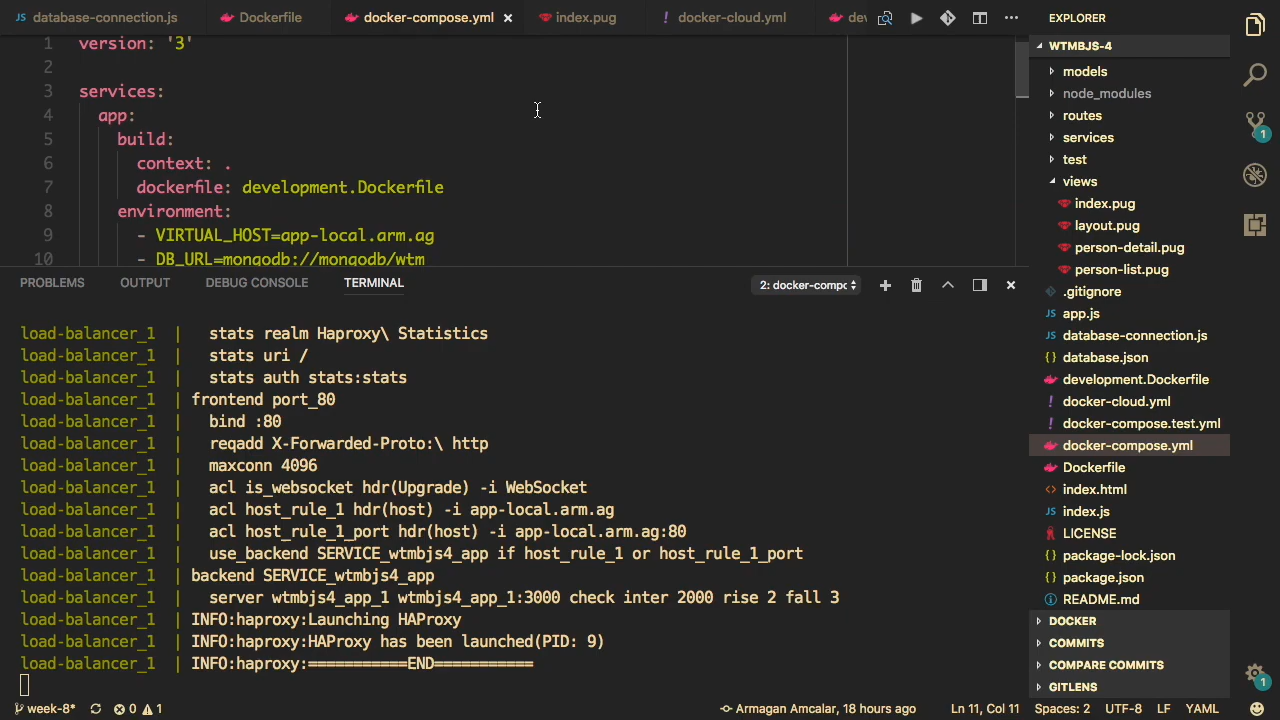 database-connection.js
Dockerfile
docker-compose.yml
index.pug
docker-cloud.yml
dev
1 version: '3'
2
3 services:
4 app:
5 build:
6 context: .
7 dockerfile: development.Dockerfile
8 environment:
9 - VIRTUAL_HOST=app-local.arm.ag
10 - DB_URL=mongodb://mongodb/wtm
PROBLEMS OUTPUT DEBUG CONSOLE TERMINAL
2: docker-compc
load-balancer_1 | stats realm Haproxy\ Statistics
load-balancer_1 | stats uri /
load-balancer_1 | stats auth stats:stats
load-balancer_1 | frontend port_80
load-balancer_1 | bind :80
load-balancer_1 | reqadd X-Forwarded-Proto:\ http
load-balancer_1 | maxconn 4096
load-balancer_1 | acl is_websocket hdr(Upgrade) -i WebSocket
load-balancer_1 | acl host_rule_1 hdr(host) -i app-local.arm.ag
load-balancer_1 | acl host_rule_1_port hdr(host) -i app-local.arm.ag:80
load-balancer_1 | use_backend SERVICE_wtmbjs4_app if host_rule_1 or host_rule_1_port
load-balancer_1 | backend SERVICE_wtmbjs4_app
load-balancer_1 | server wtmbjs4_app_1 wtmbjs4_app_1:3000 check inter 2000 rise 2 fall 3
load-balancer_1 | INFO:haproxy:Launching HAProxy
load-balancer_1 | INFO:haproxy:HAProxy has been launched(PID: 9)
load-balancer_1 | INFO:haproxy:===========END===========
EXPLORER
WTMBJS-4
models
node_modules
routes
services
test
views
index.pug
layout.pug
person-detail.pug
person-list.pug
.gitignore
app.js
database-connection.js
database.json
development.Dockerfile
docker-cloud.yml
docker-compose.test.yml
docker-compose.yml
Dockerfile
index.html
index.js
LICENSE
package-lock.json
package.json
README.md
DOCKER
COMMITS
COMPARE COMMITS
GITLENS
1
1
week-8* 0 1 Armagan Amcalar, 18 hours ago Ln 11, Col 11 Spaces: 2 UTF-8 LF YAML